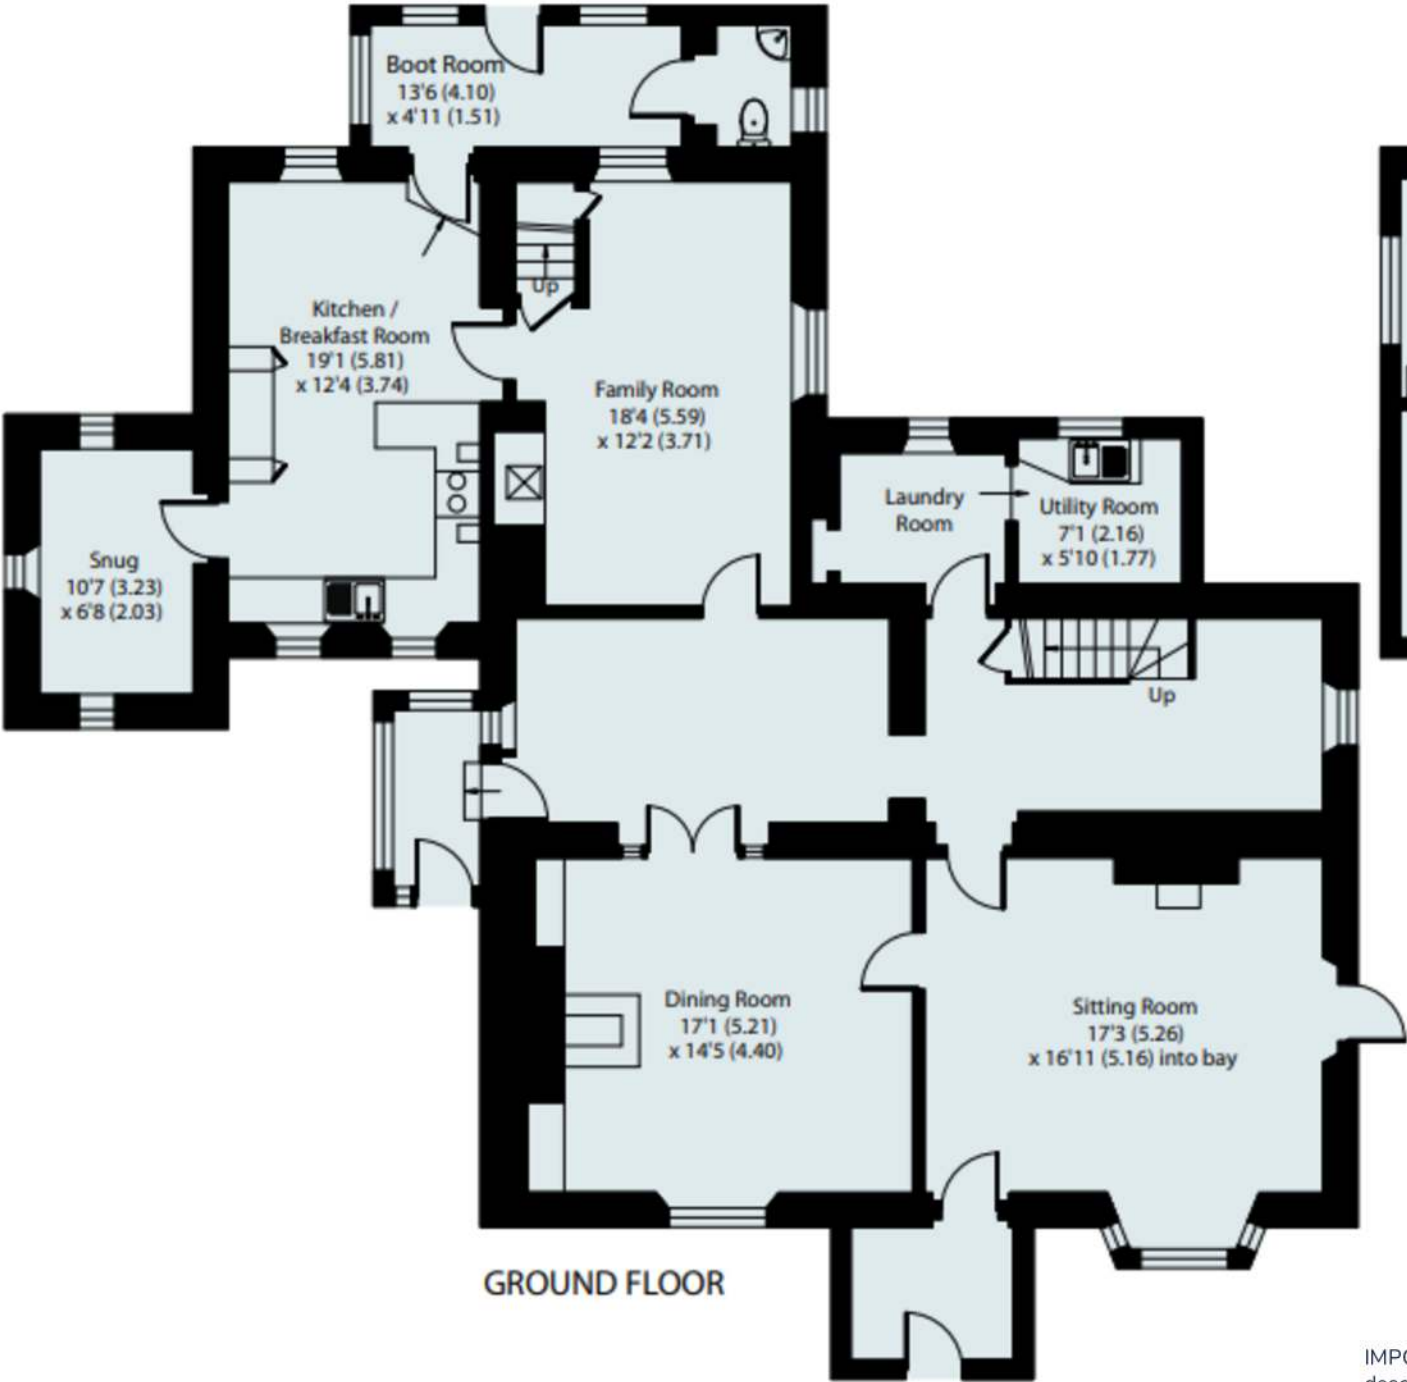 Boot Room
13'6 (4.10)
x 4'11 (1.51)
Up
Kitchen /
Breakfast Room
19'1 (5.81)
x 12'4 (3.74)
Family Room
18'4 (5.59)
x 12'2 (3.71)
Laundry
Room
Utility Room
7'1 (2.16)
x 5'10 (1.77)
Snug
10'7 (3.23)
x 6'8 (2.03)
Up
Dining Room
17'1 (5.21)
x 14'5 (4.40)
Sitting Room
17'3 (5.26)
x 16'11 (5.16) into bay
GROUND FLOOR